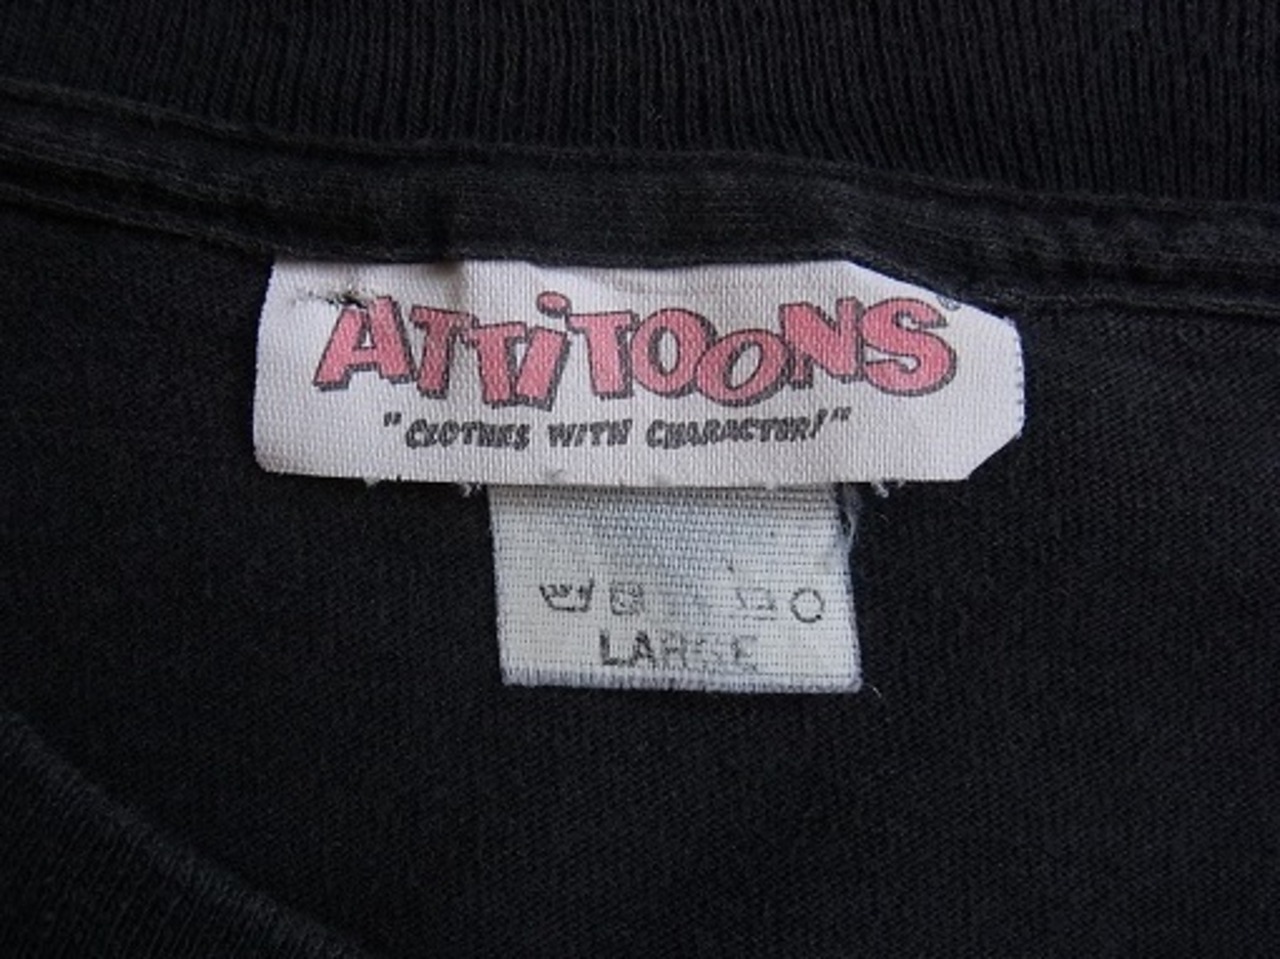 ATTiTOONS®
"CLOTHES WITH CHARACTER!"
LARGE